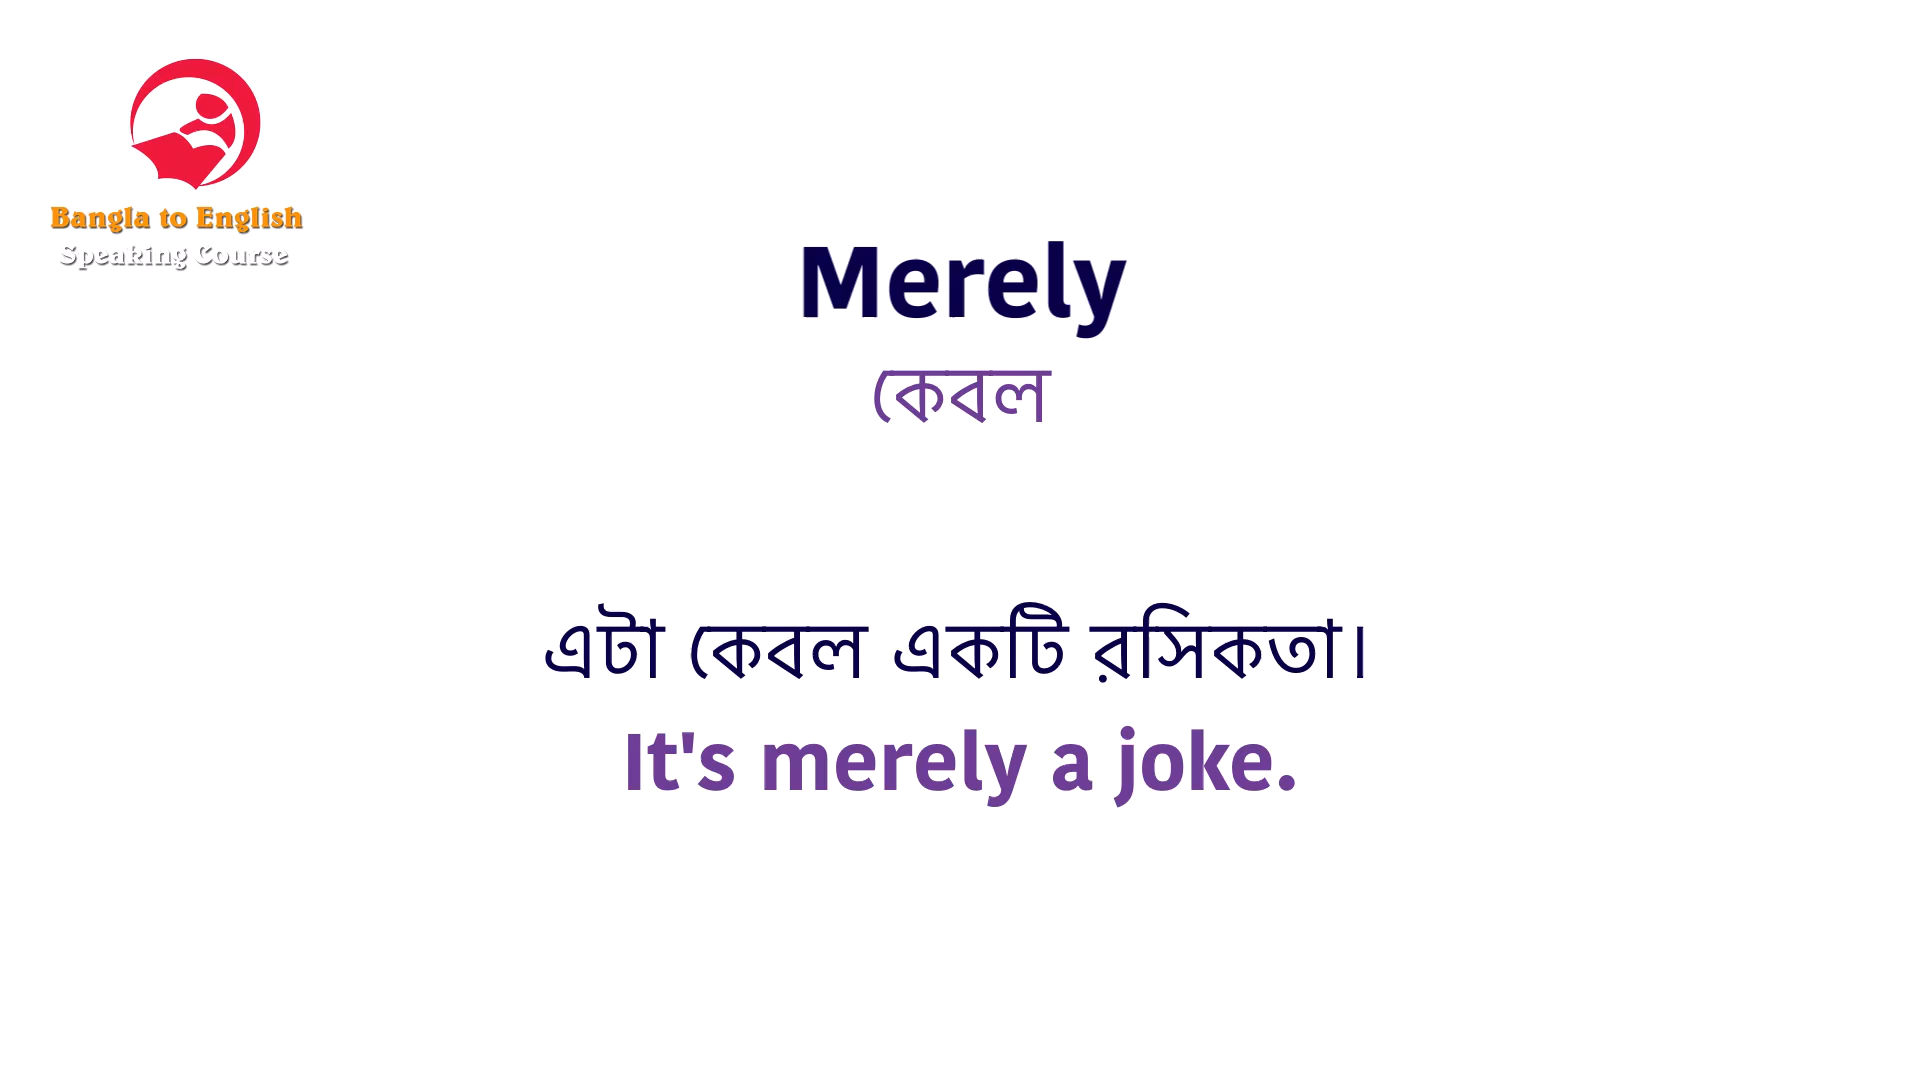 Bangla to English
Speaking Course
Merely
কেবল
এটা কেবল একটি রসিকতা।
It's merely a joke.